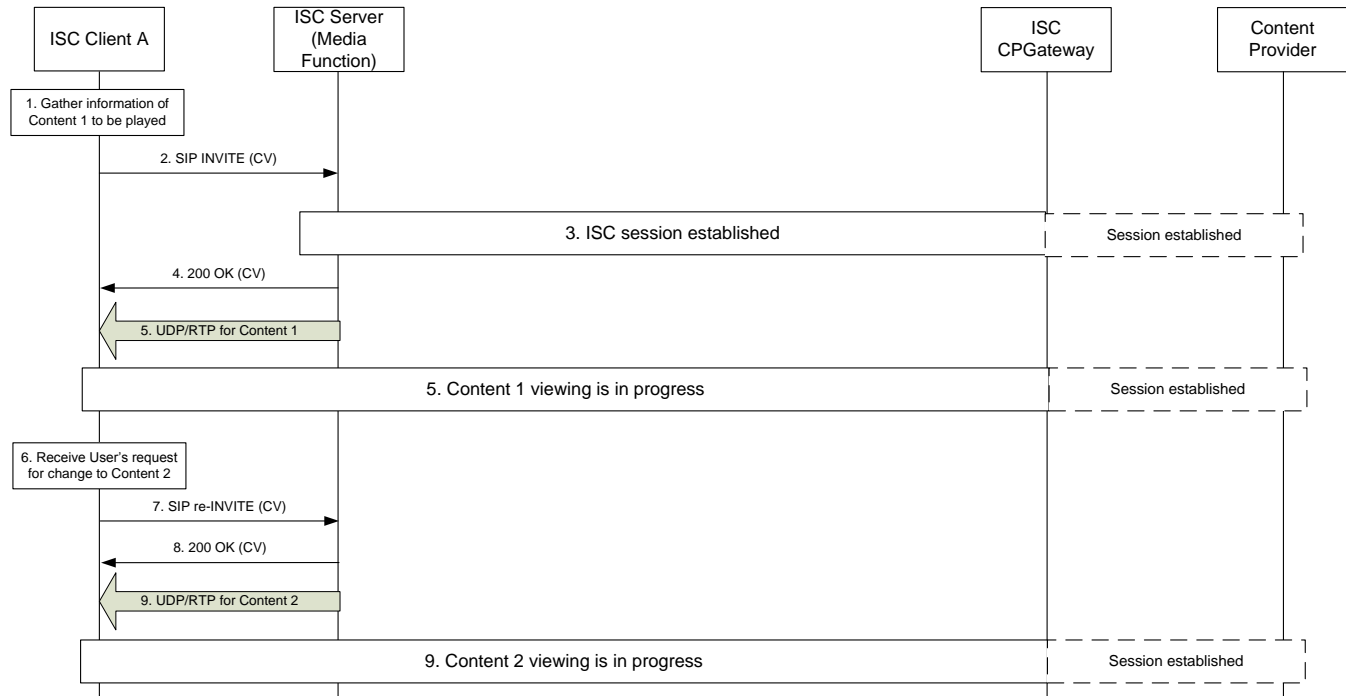 ISC Client A
ISC Server
(Media
Function)
ISC
CPGateway
Content
Provider
1. Gather information of
Content 1 to be played
2. SIP INVITE (CV)
3. ISC session established
Session established
4. 200 OK (CV)
5. UDP/RTP for Content 1
5. Content 1 viewing is in progress
Session established
6. Receive User's request
for change to Content 2
7. SIP re-INVITE (CV)
8. 200 OK (CV)
9. UDP/RTP for Content 2
9. Content 2 viewing is in progress
Session established